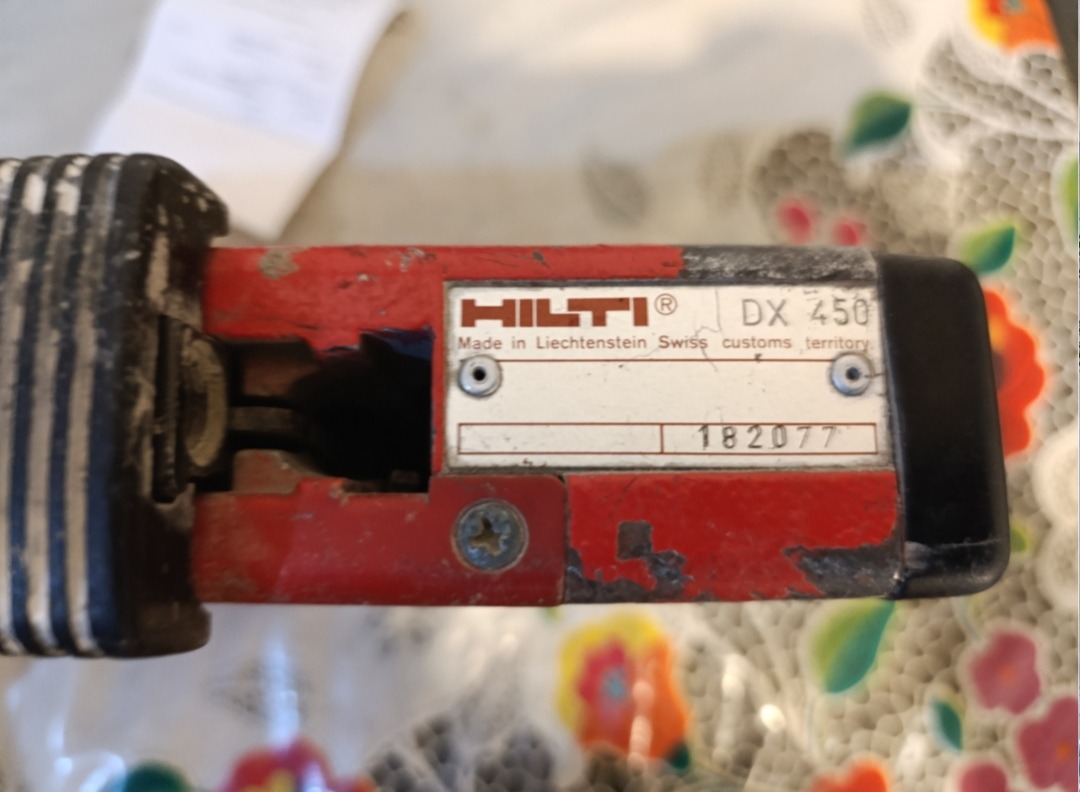 HILTI® DX 450
Made in Liechtenstein Swiss customs territory.
182077